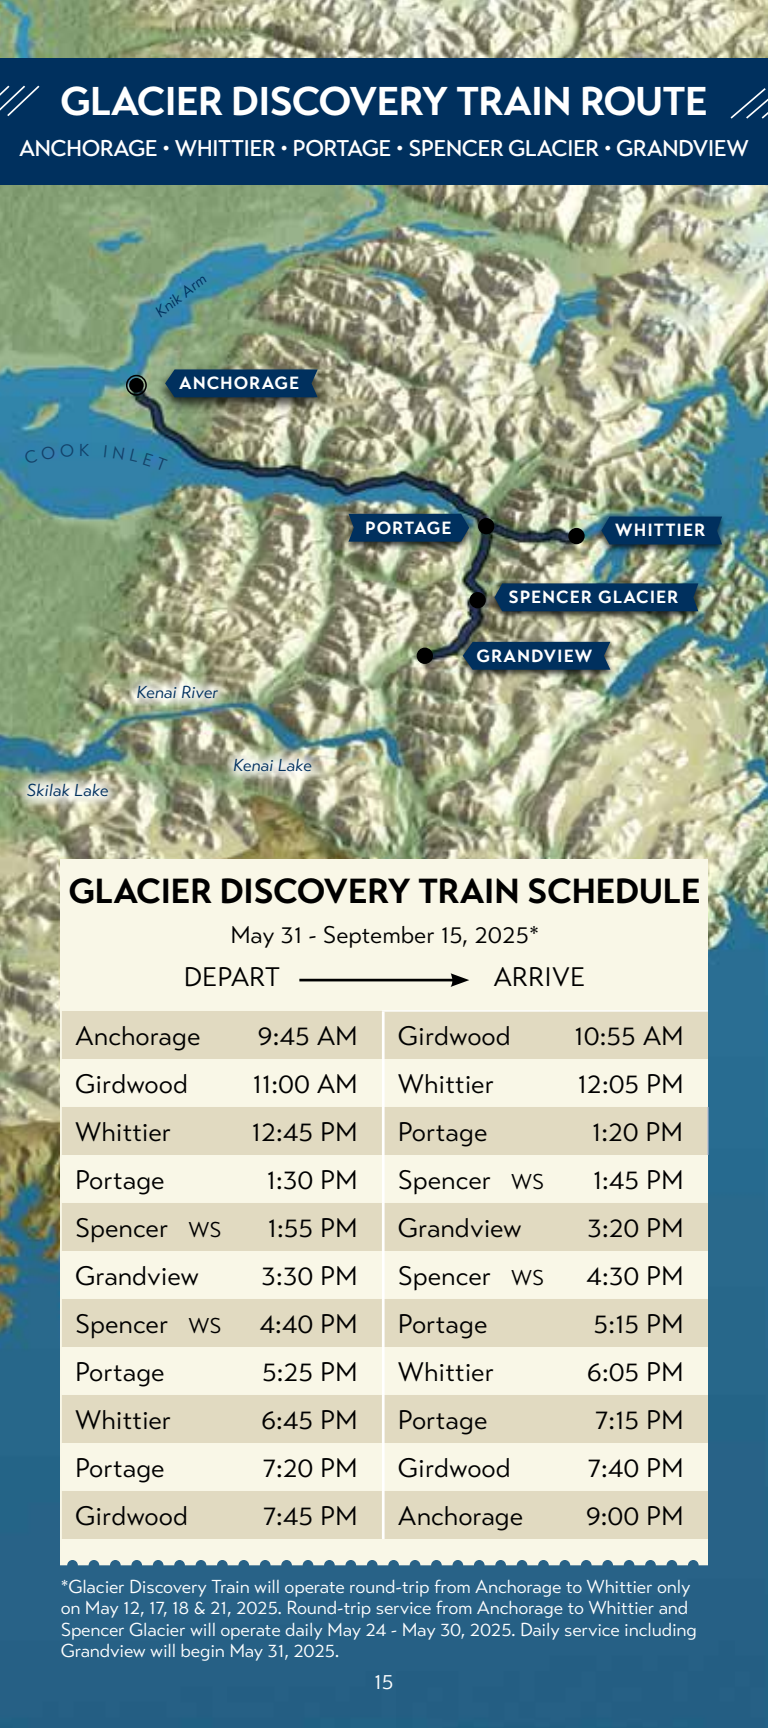 GLACIER DISCOVERY TRAIN ROUTE
ANCHORAGE • WHITTIER • PORTAGE • SPENCER GLACIER • GRANDVIEW
Knik Arm
ANCHORAGE
COOK INLET
PORTAGE
WHITTIER
SPENCER GLACIER
GRANDVIEW
Kenai River
Kenai Lake
Skilak Lake
GLACIER DISCOVERY TRAIN SCHEDULE
May 31 - September 15, 2025*
DEPART ARRIVE
Anchorage 9:45 AM Girdwood 10:55 AM
Girdwood 11:00 AM Whittier 12:05 PM
Whittier 12:45 PM Portage 1:20 PM
Portage 1:30 PM Spencer WS 1:45 PM
Spencer WS 1:55 PM Grandview 3:20 PM
Grandview 3:30 PM Spencer WS 4:30 PM
Spencer WS 4:40 PM Portage 5:15 PM
Portage 5:25 PM Whittier 6:05 PM
Whittier 6:45 PM Portage 7:15 PM
Portage 7:20 PM Girdwood 7:40 PM
Girdwood 7:45 PM Anchorage 9:00 PM
*Glacier Discovery Train will operate round-trip from Anchorage to Whittier only
on May 12, 17, 18 & 21, 2025. Round-trip service from Anchorage to Whittier and
Spencer Glacier will operate daily May 24 - May 30, 2025. Daily service including
Grandview will begin May 31, 2025.
15